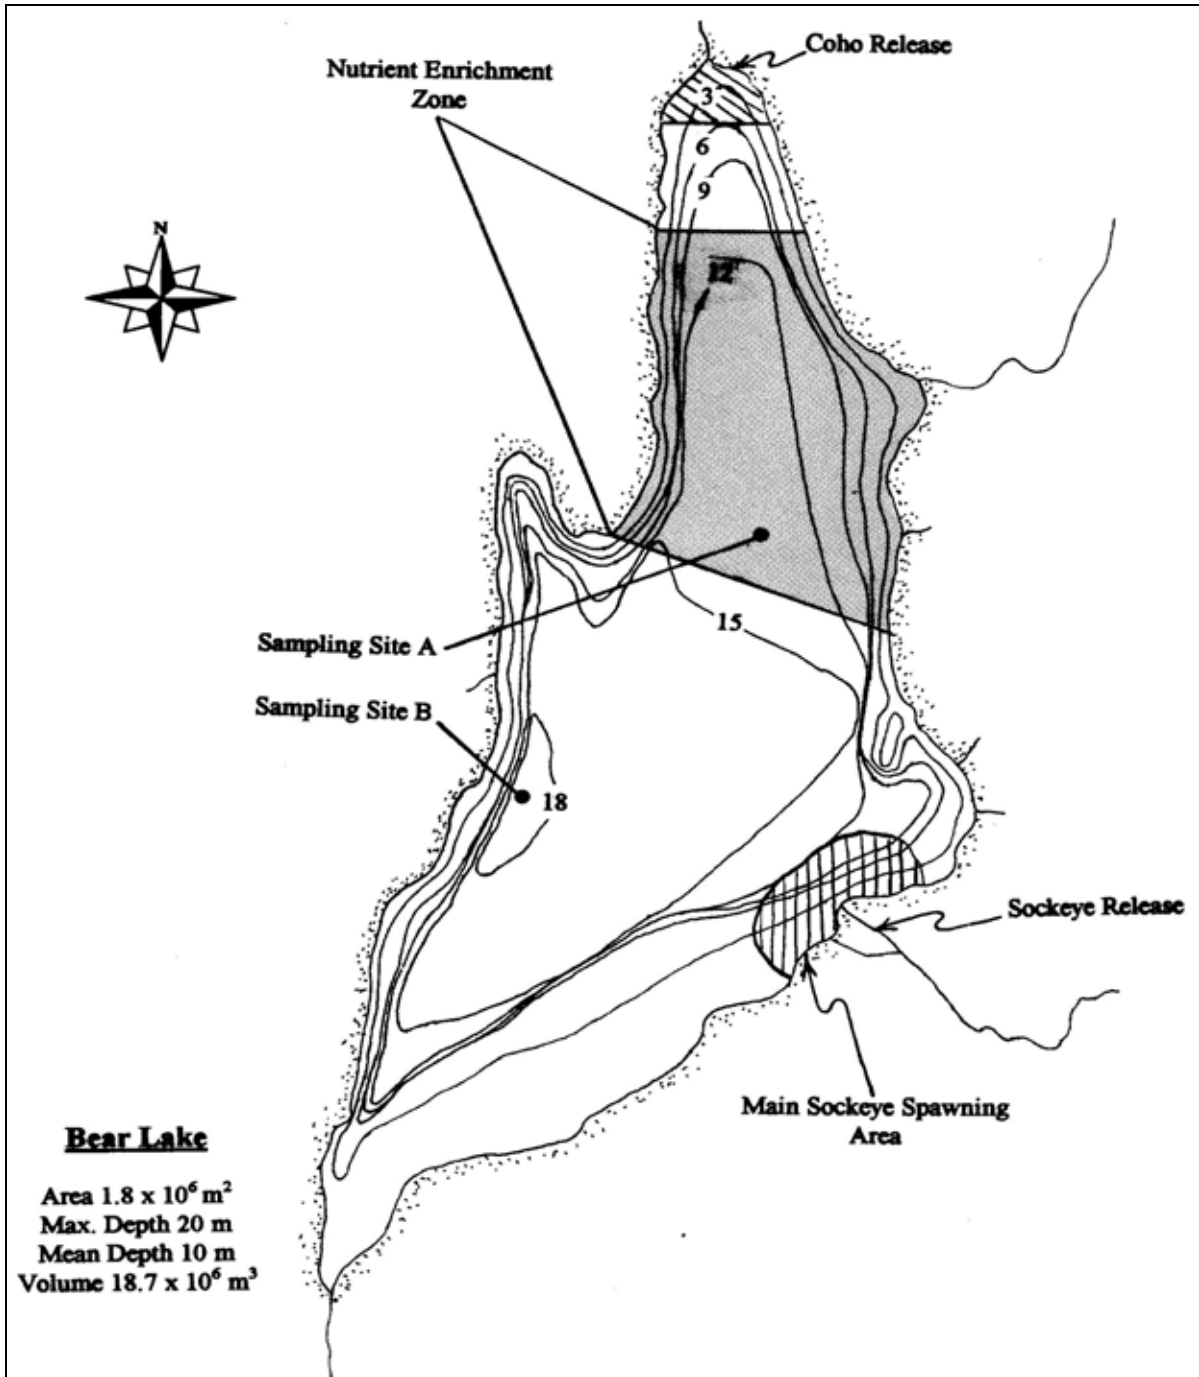 Coho Release
Nutrient Enrichment
Zone
3
6
9
N
12
15
Sampling Site A
Sampling Site B
18
Sockeye Release
Main Sockeye Spawning
Area
Bear Lake
Area 1.8 x 10⁶ m²
Max. Depth 20 m
Mean Depth 10 m
Volume 18.7 x 10⁶ m³